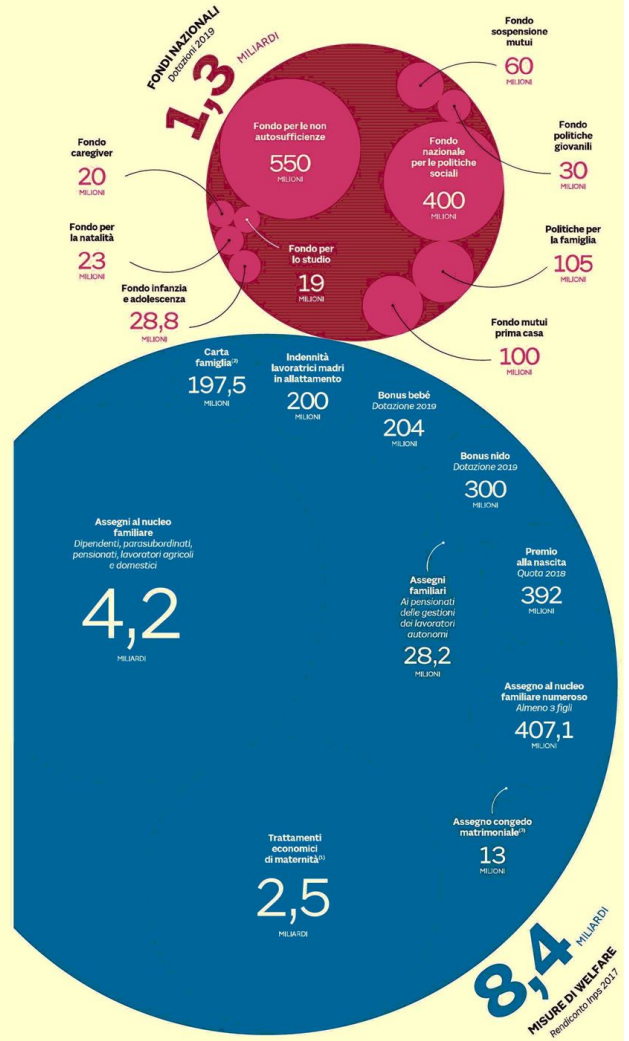 FONDI NAZIONALI
Dotazioni 2019
1,3
MILIARDI
Fondo
sospensione
mutui
60
MILIONI
Fondo per le non
autosufficienze
550
MILIONI
Fondo
nazionale
per le politiche
sociali
400
MILIONI
Fondo
politiche
giovanili
30
MILIONI
Fondo
caregiver
20
MILIONI
Fondo per
la natalità
23
MILIONI
Fondo per
lo studio
19
MILIONI
Politiche per
la famiglia
105
MILIONI
Fondo infanzia
e adolescenza
28,8
MILIONI
Fondo mutui
prima casa
100
MILIONI
Carta
famiglia(2)
197,5
MILIONI
Indennità
lavoratrici madri
in allattamento
200
MILIONI
Bonus bebé
Dotazione 2019
204
MILIONI
Bonus nido
Dotazione 2019
300
MILIONI
Assegni al nucleo
familiare
Dipendenti, parasubordinati,
pensionati, lavoratori agricoli
e domestici
4,2
MILIARDI
Assegni
familiari
Ai pensionati
delle gestioni
dei lavoratori
autonomi
28,2
MILIONI
Premio
alla nascita
Quota 2018
392
MILIONI
Assegno al nucleo
familiare numeroso
Almeno 3 figli
407,1
MILIONI
Assegno congedo
matrimoniale(3)
13
MILIONI
Trattamenti
economici
di maternità(1)
2,5
MILIARDI
8,4
MILIARDI
MISURE DI WELFARE
Rendiconto Inps 2017